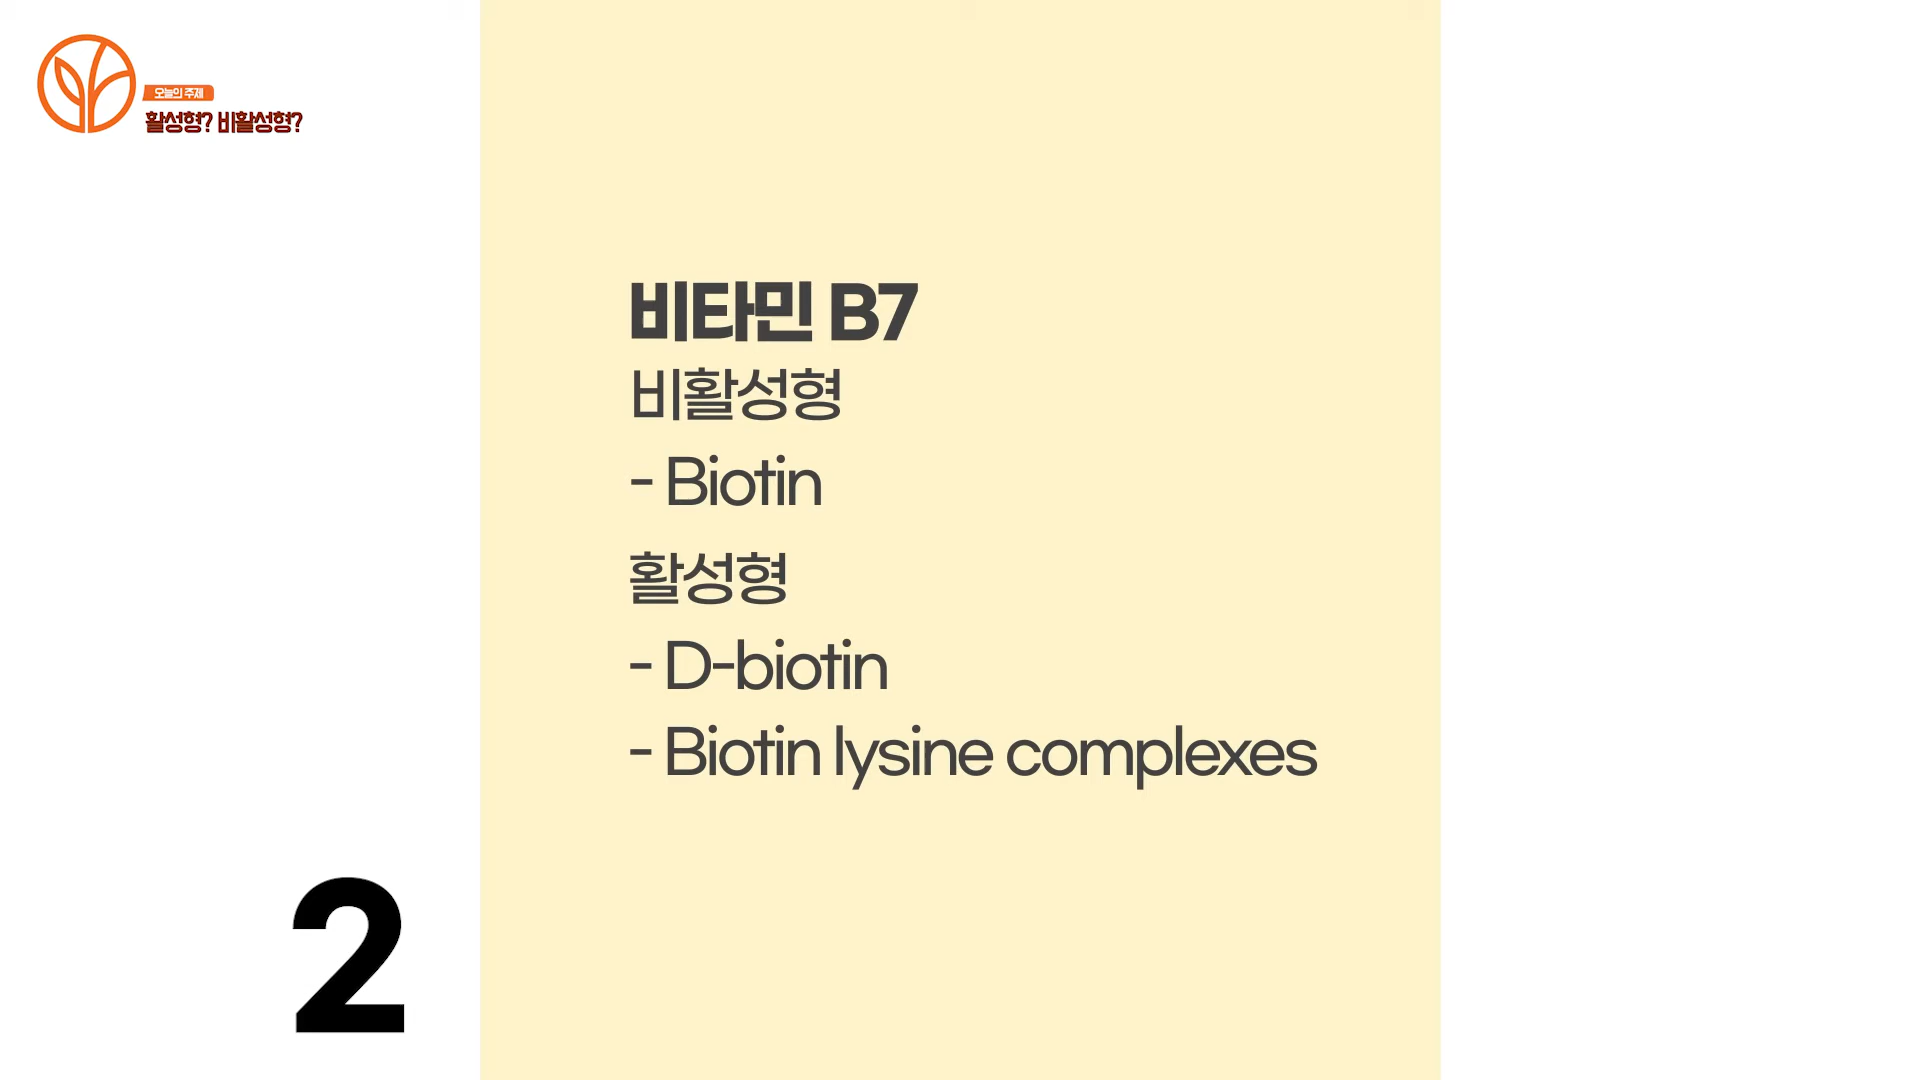 오늘의 주제
활성형? 비활성형?
비타민 B7
비활성형
- Biotin
활성형
- D-biotin
- Biotin lysine complexes
2